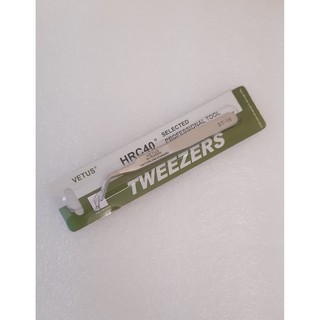 VETUS®
HRC40°
SELECTED
PROFESSIONAL TOOL
TWEEZERS